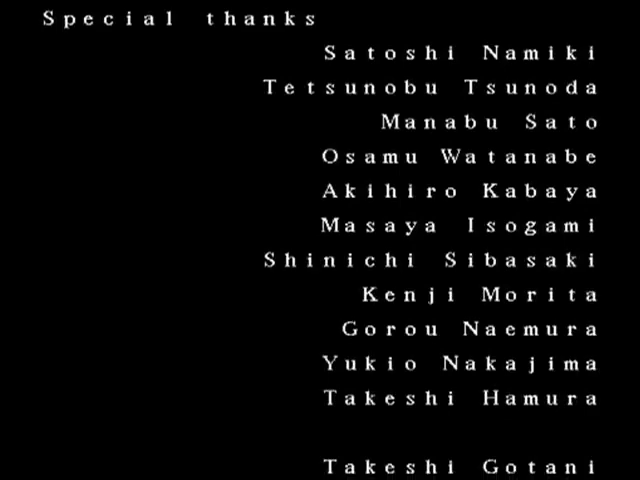 Special thanks
Satoshi Namiki
Tetsunobu Tsunoda
Manabu Sato
Osamu Watanabe
Akihiro Kabaya
Masaya Isogami
Shinichi Sibasaki
Kenji Morita
Gorou Naemura
Yukio Nakajima
Takeshi Hamura
Takeshi Gotani